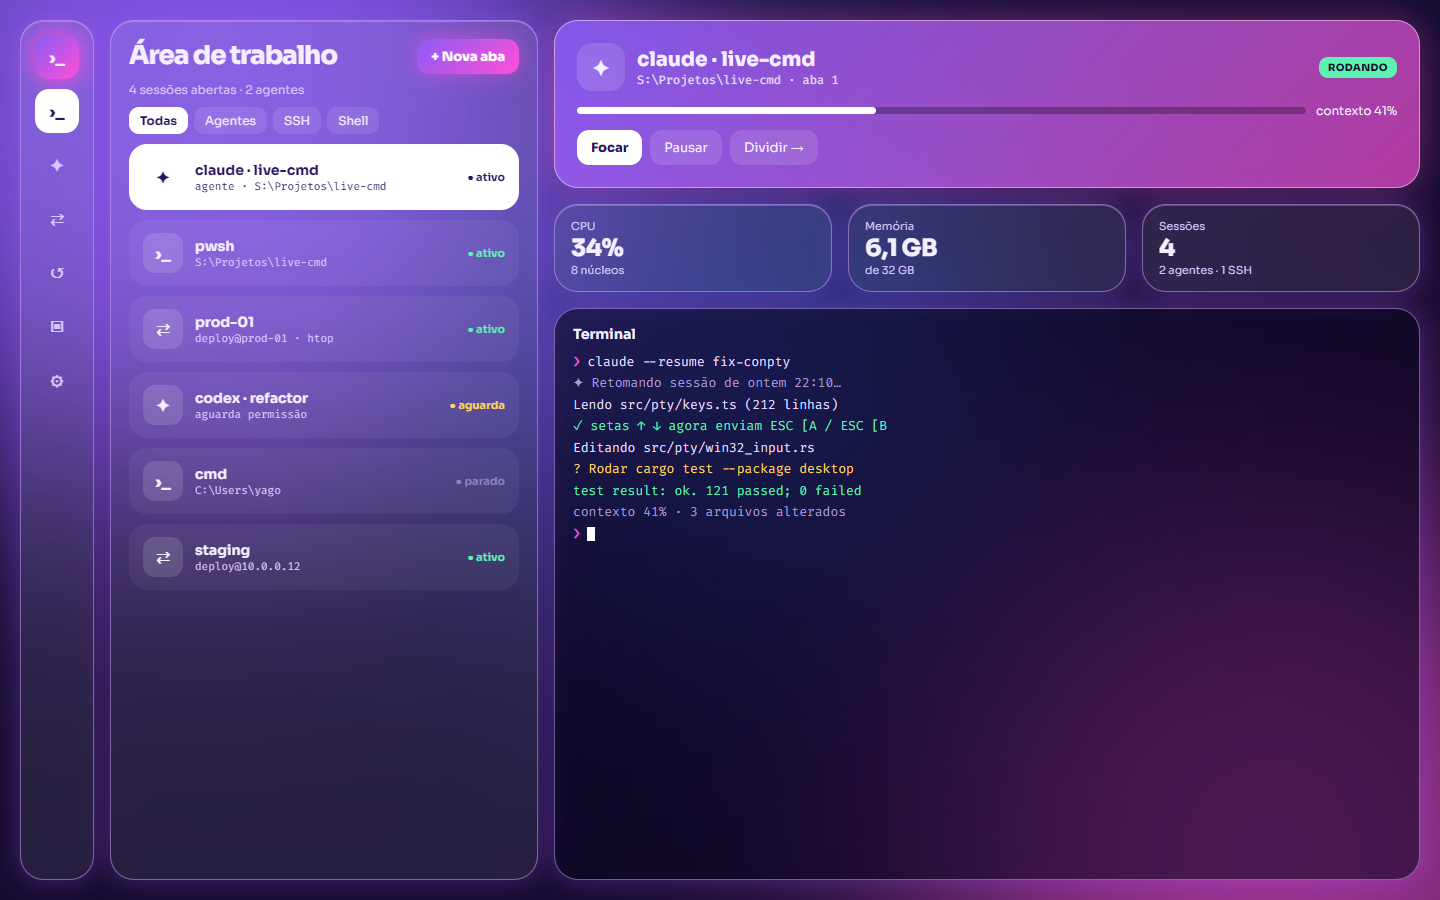 ›_
›_
Área de trabalho
+ Nova aba
4 sessões abertas · 2 agentes
Todas
Agentes
SSH
Shell
claude · live-cmd
agente · S:\Projetos\live-cmd
• ativo
›_
pwsh
S:\Projetos\live-cmd
• ativo
prod-01
deploy@prod-01 · htop
• ativo
codex · refactor
aguarda permissão
• aguarda
›_
cmd
C:\Users\yago
• parado
staging
deploy@10.0.0.12
• ativo
claude · live-cmd
S:\Projetos\live-cmd · aba 1
RODANDO
contexto 41%
Focar
Pausar
Dividir →
CPU
34%
8 núcleos
Memória
6,1 GB
de 32 GB
Sessões
4
2 agentes · 1 SSH
Terminal
❯ claude --resume fix-conpty
✦ Retomando sessão de ontem 22:10…
Lendo src/pty/keys.ts (212 linhas)
✓ setas ↑ ↓ agora enviam ESC [A / ESC [B
Editando src/pty/win32_input.rs
? Rodar cargo test --package desktop
test result: ok. 121 passed; 0 failed
contexto 41% · 3 arquivos alterados
❯